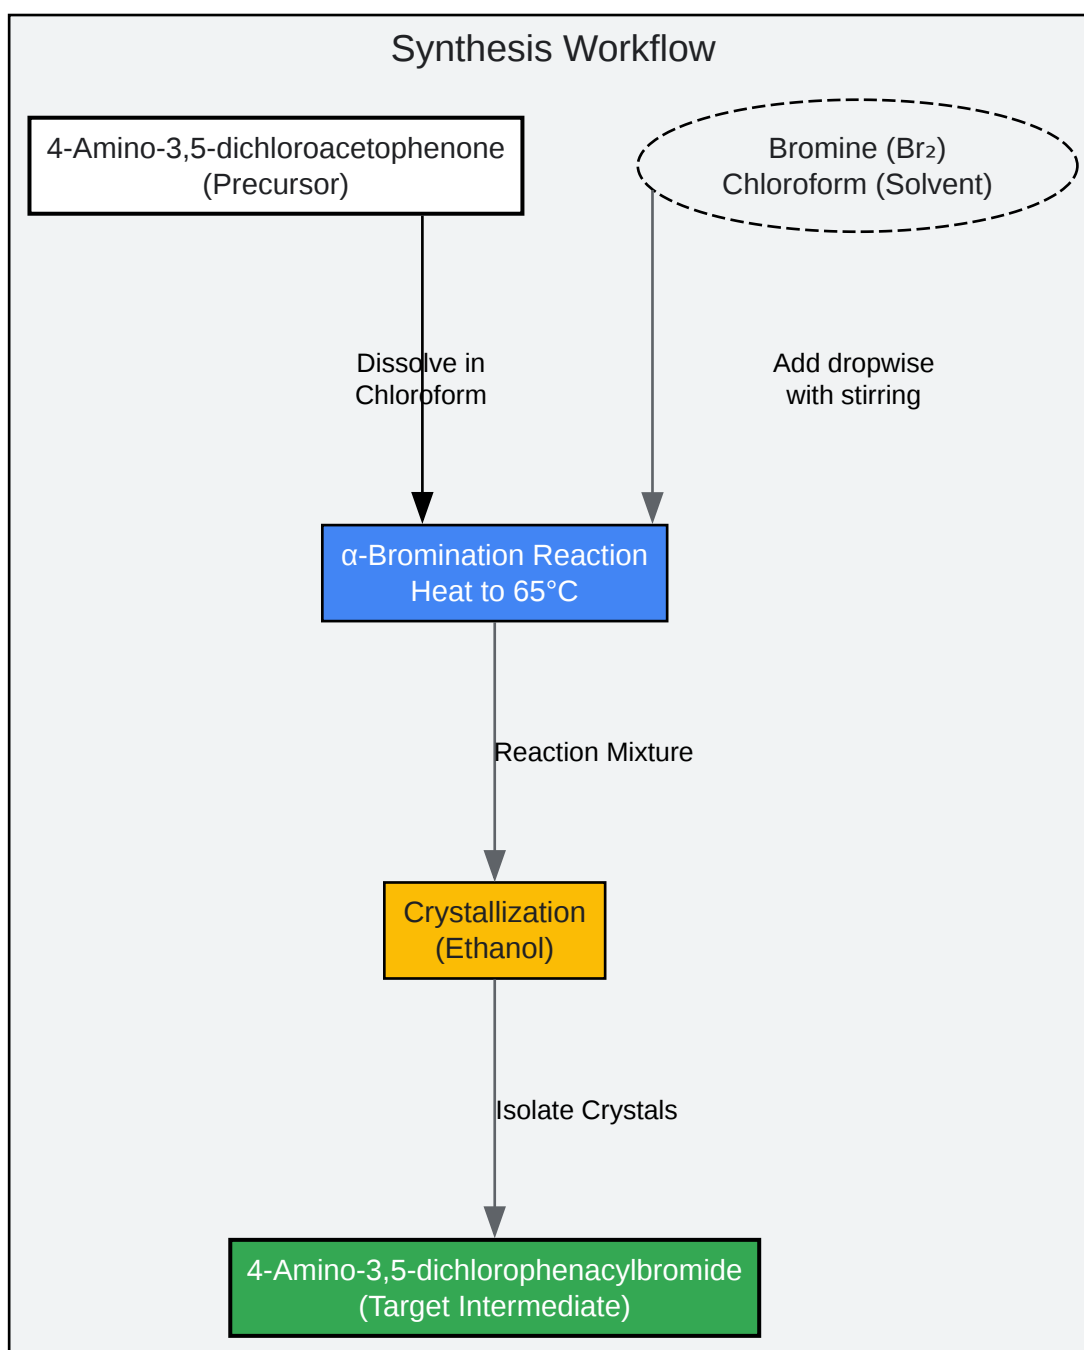 Synthesis Workflow
4-Amino-3,5-dichloroacetophenone
(Precursor)
Bromine (Br₂)
Chloroform (Solvent)
Dissolve in
Chloroform
Add dropwise
with stirring
α-Bromination Reaction
Heat to 65°C
Reaction Mixture
Crystallization
(Ethanol)
Isolate Crystals
4-Amino-3,5-dichlorophenacylbromide
(Target Intermediate)